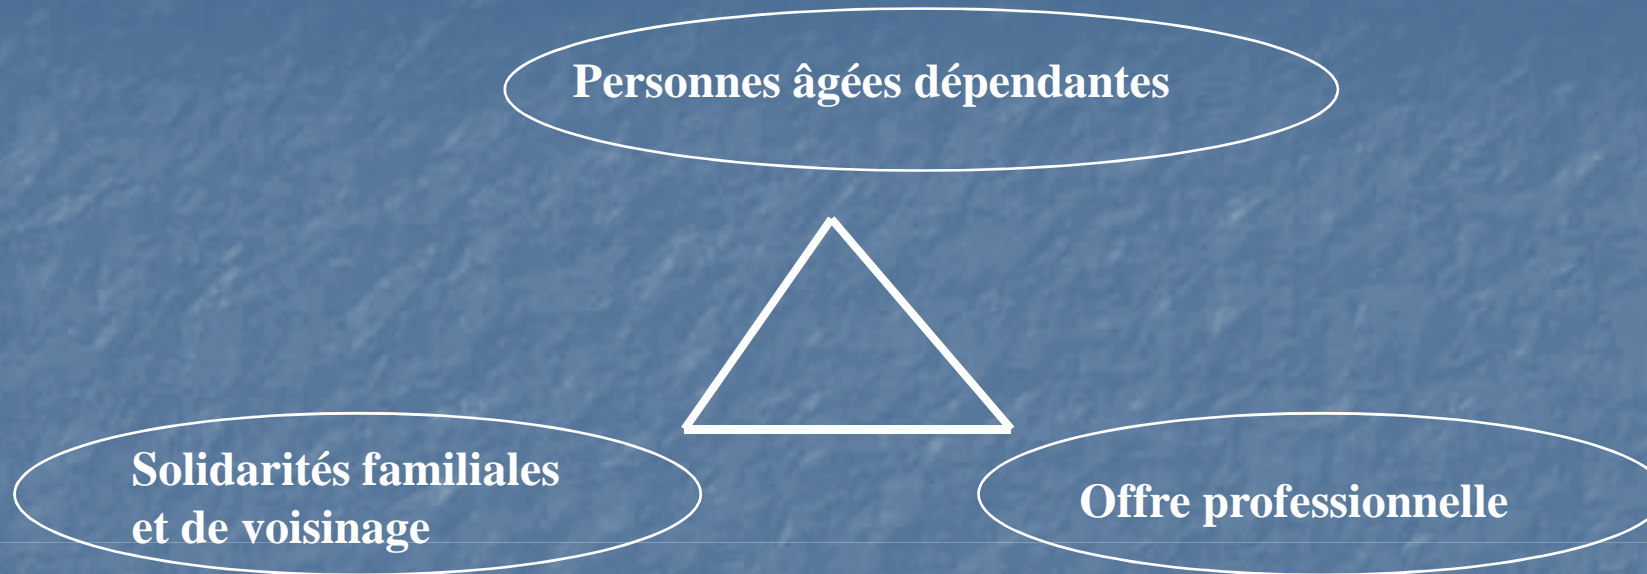 Personnes âgées dépendantes
Solidarités familiales
et de voisinage
Offre professionnelle